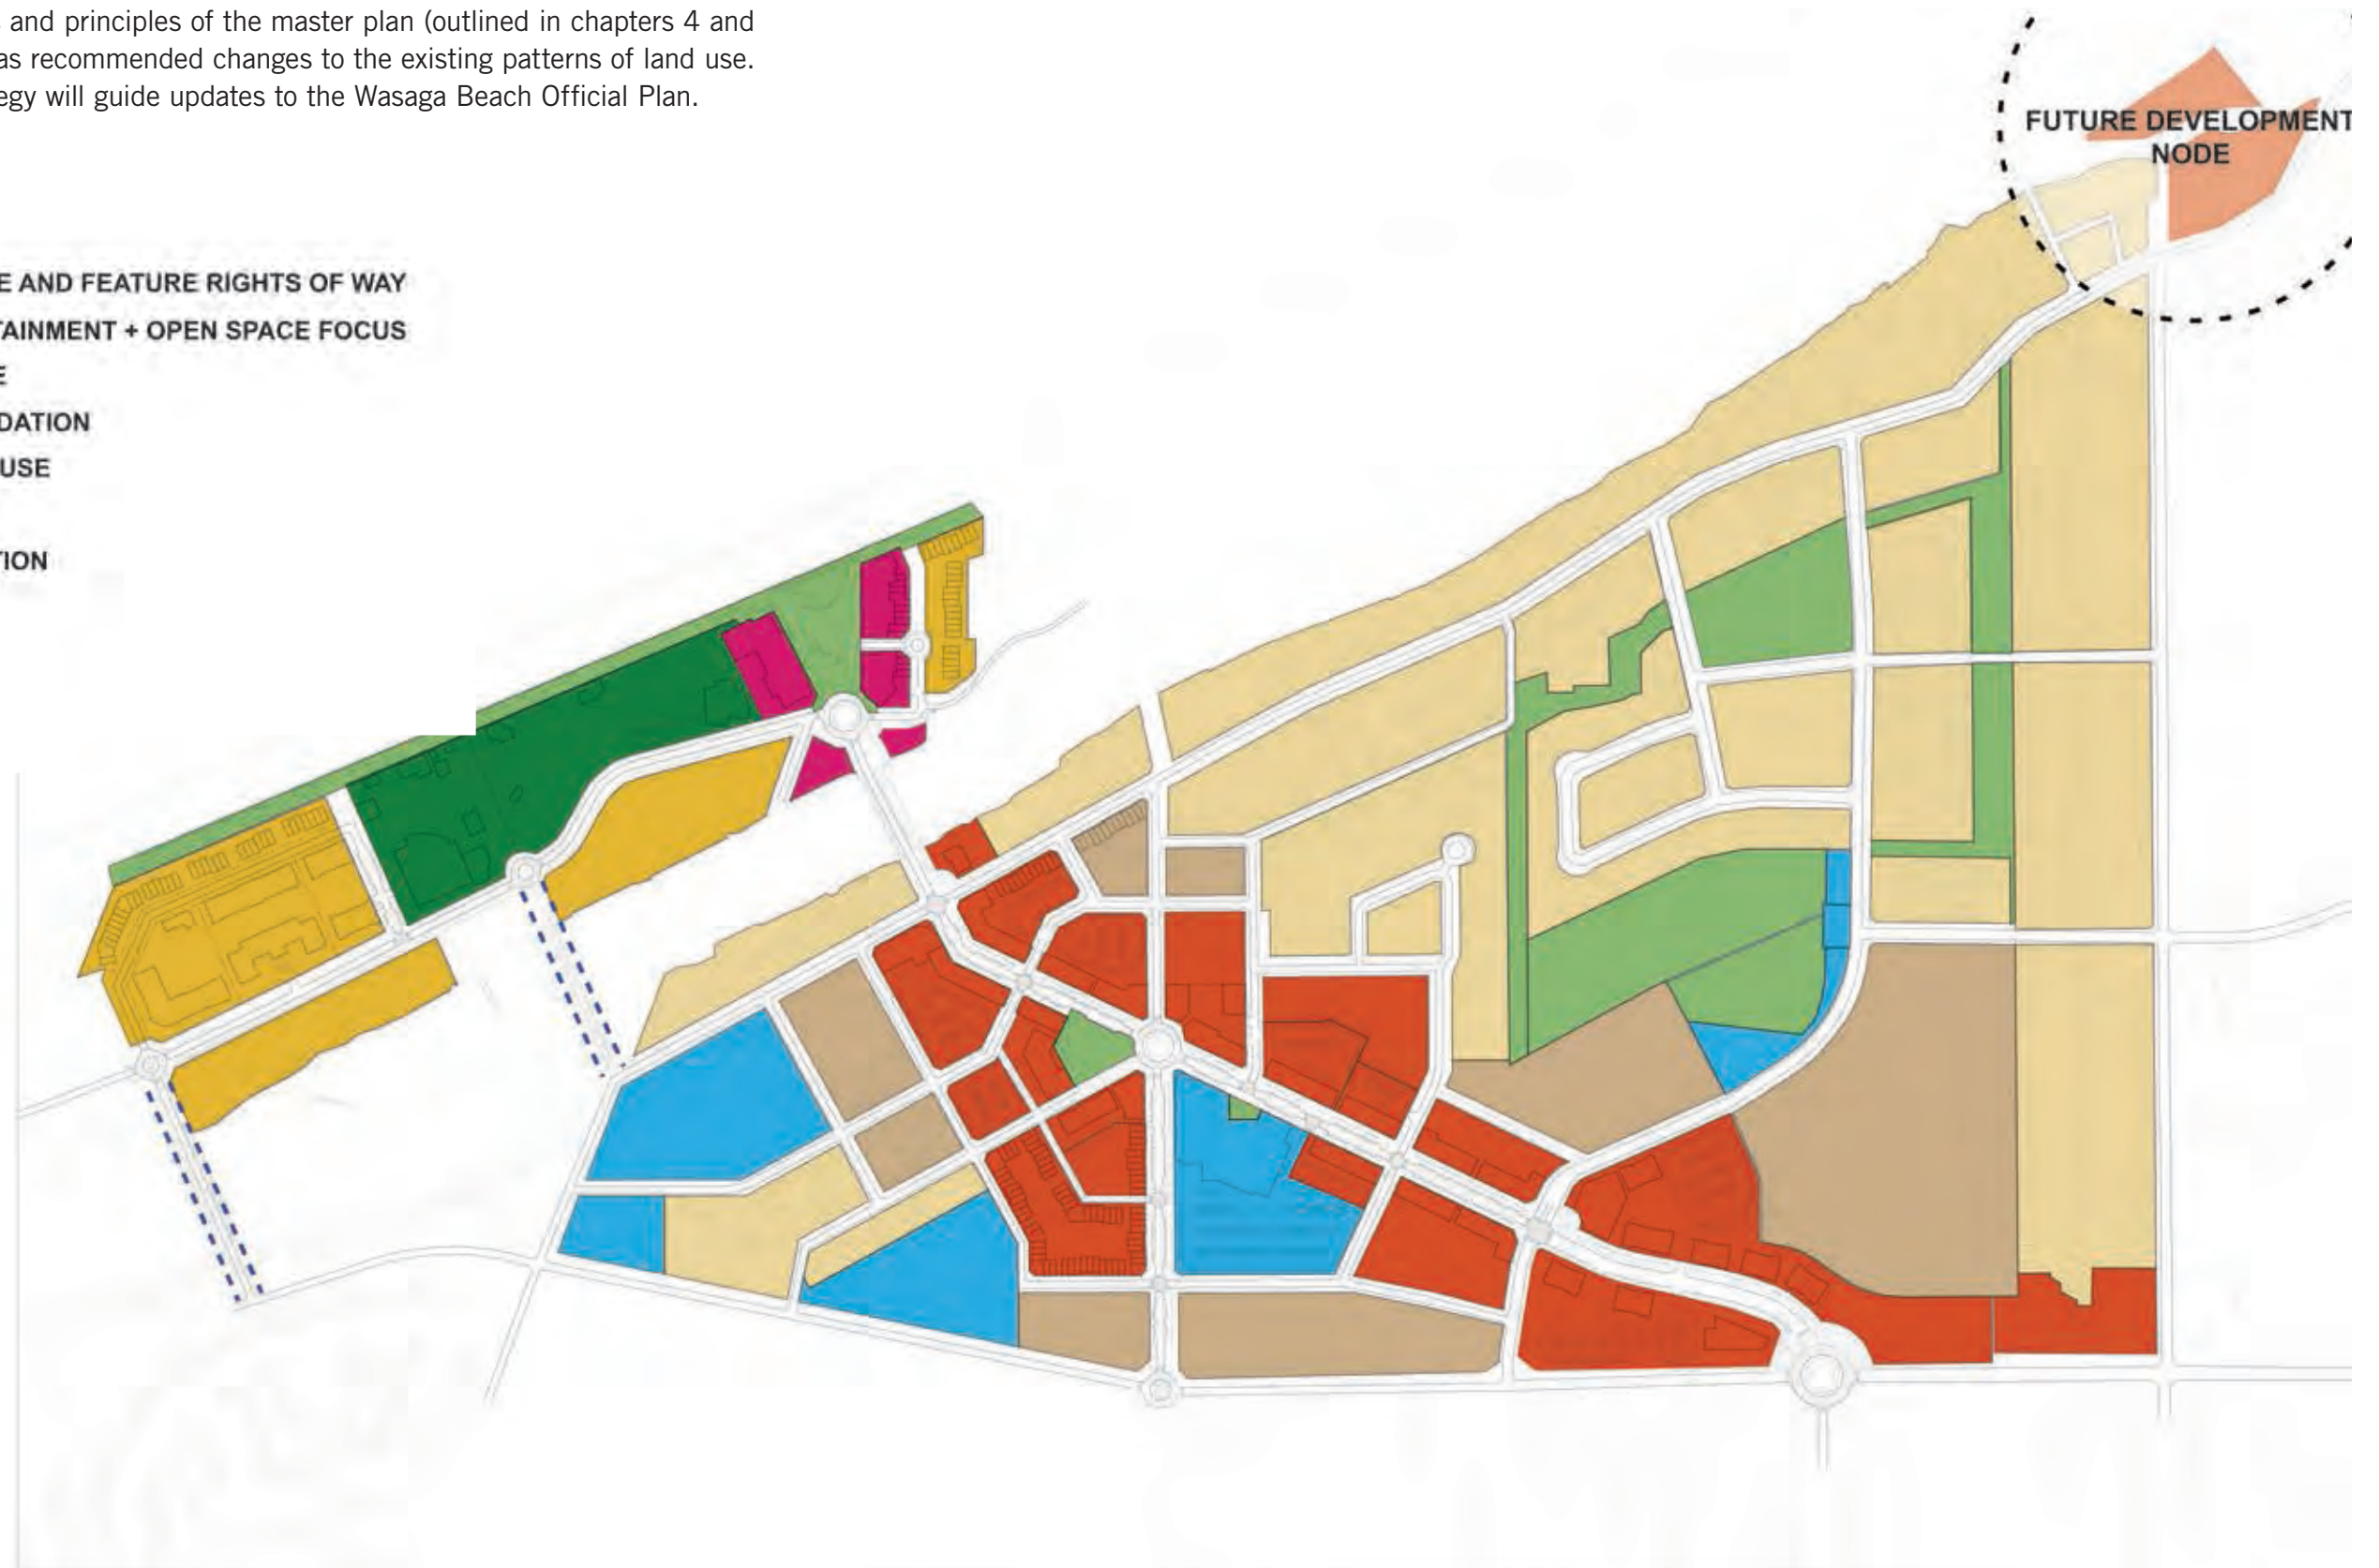 and principles of the master plan (outlined in chapters 4 and
as recommended changes to the existing patterns of land use.
egy will guide updates to the Wasaga Beach Official Plan.
FUTURE DEVELOPMENT
NODE
E AND FEATURE RIGHTS OF WAY
TAINMENT + OPEN SPACE FOCUS
E
DATION
USE
TION